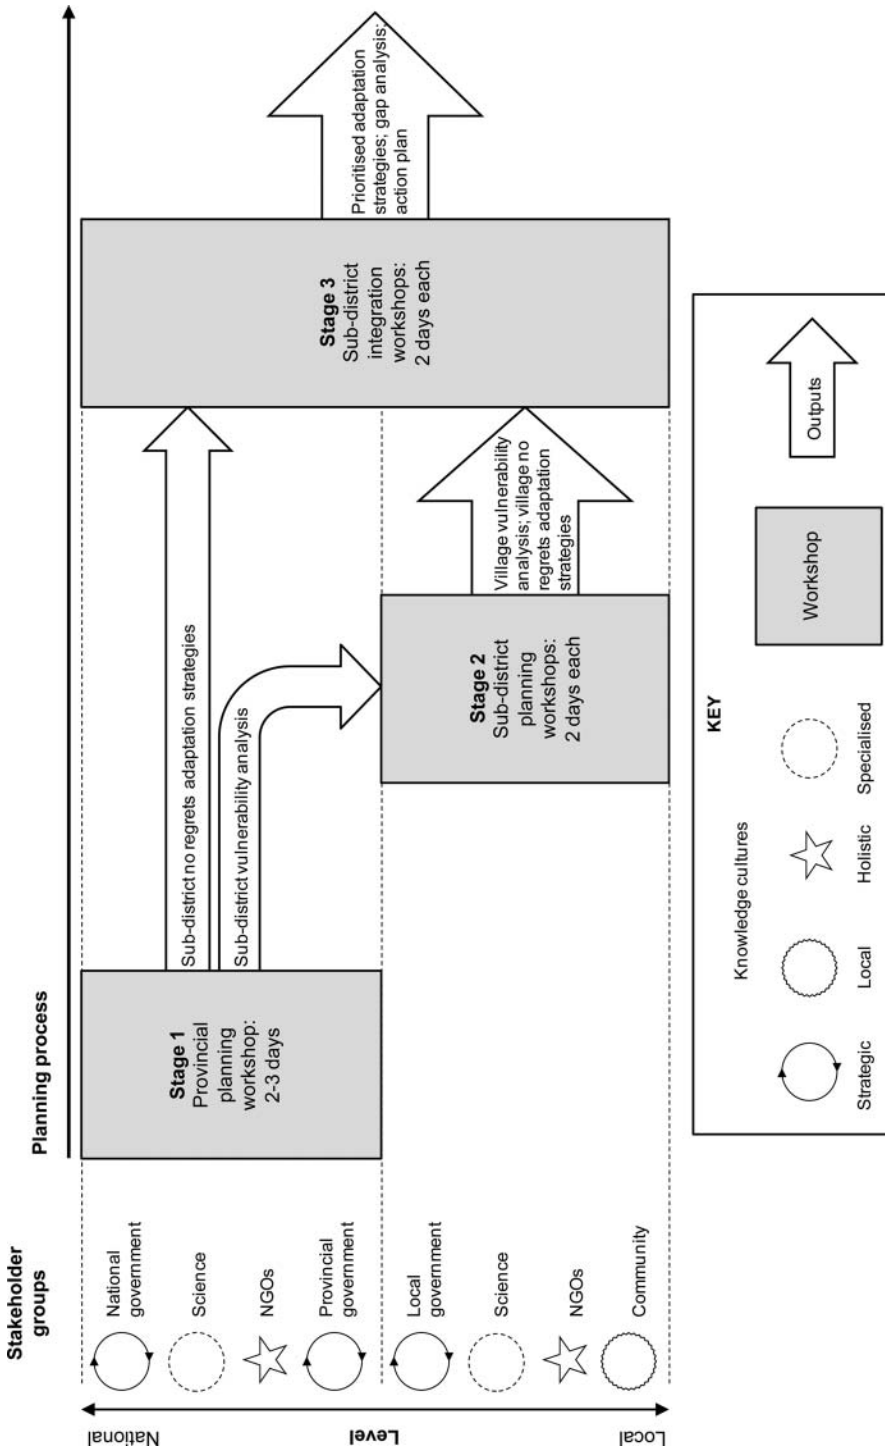 Stakeholder
groups
Planning process
National
Level
Local
National
government
Science
NGOs
Provincial
government
Local
government
Science
NGOs
Community
Stage 1
Provincial
planning
workshop:
2-3 days
Sub-district no regrets adaptation strategies
Sub-district vulnerability analysis
Stage 2
Sub-district
planning
workshops:
2 days each
Village vulnerability
analysis; village no
regrets adaptation
strategies
Stage 3
Sub-district
integration
workshops:
2 days each
Prioritised adaptation
strategies; gap analysis;
action plan
KEY
Knowledge cultures
Strategic
Local
Holistic
Specialised
Workshop
Outputs